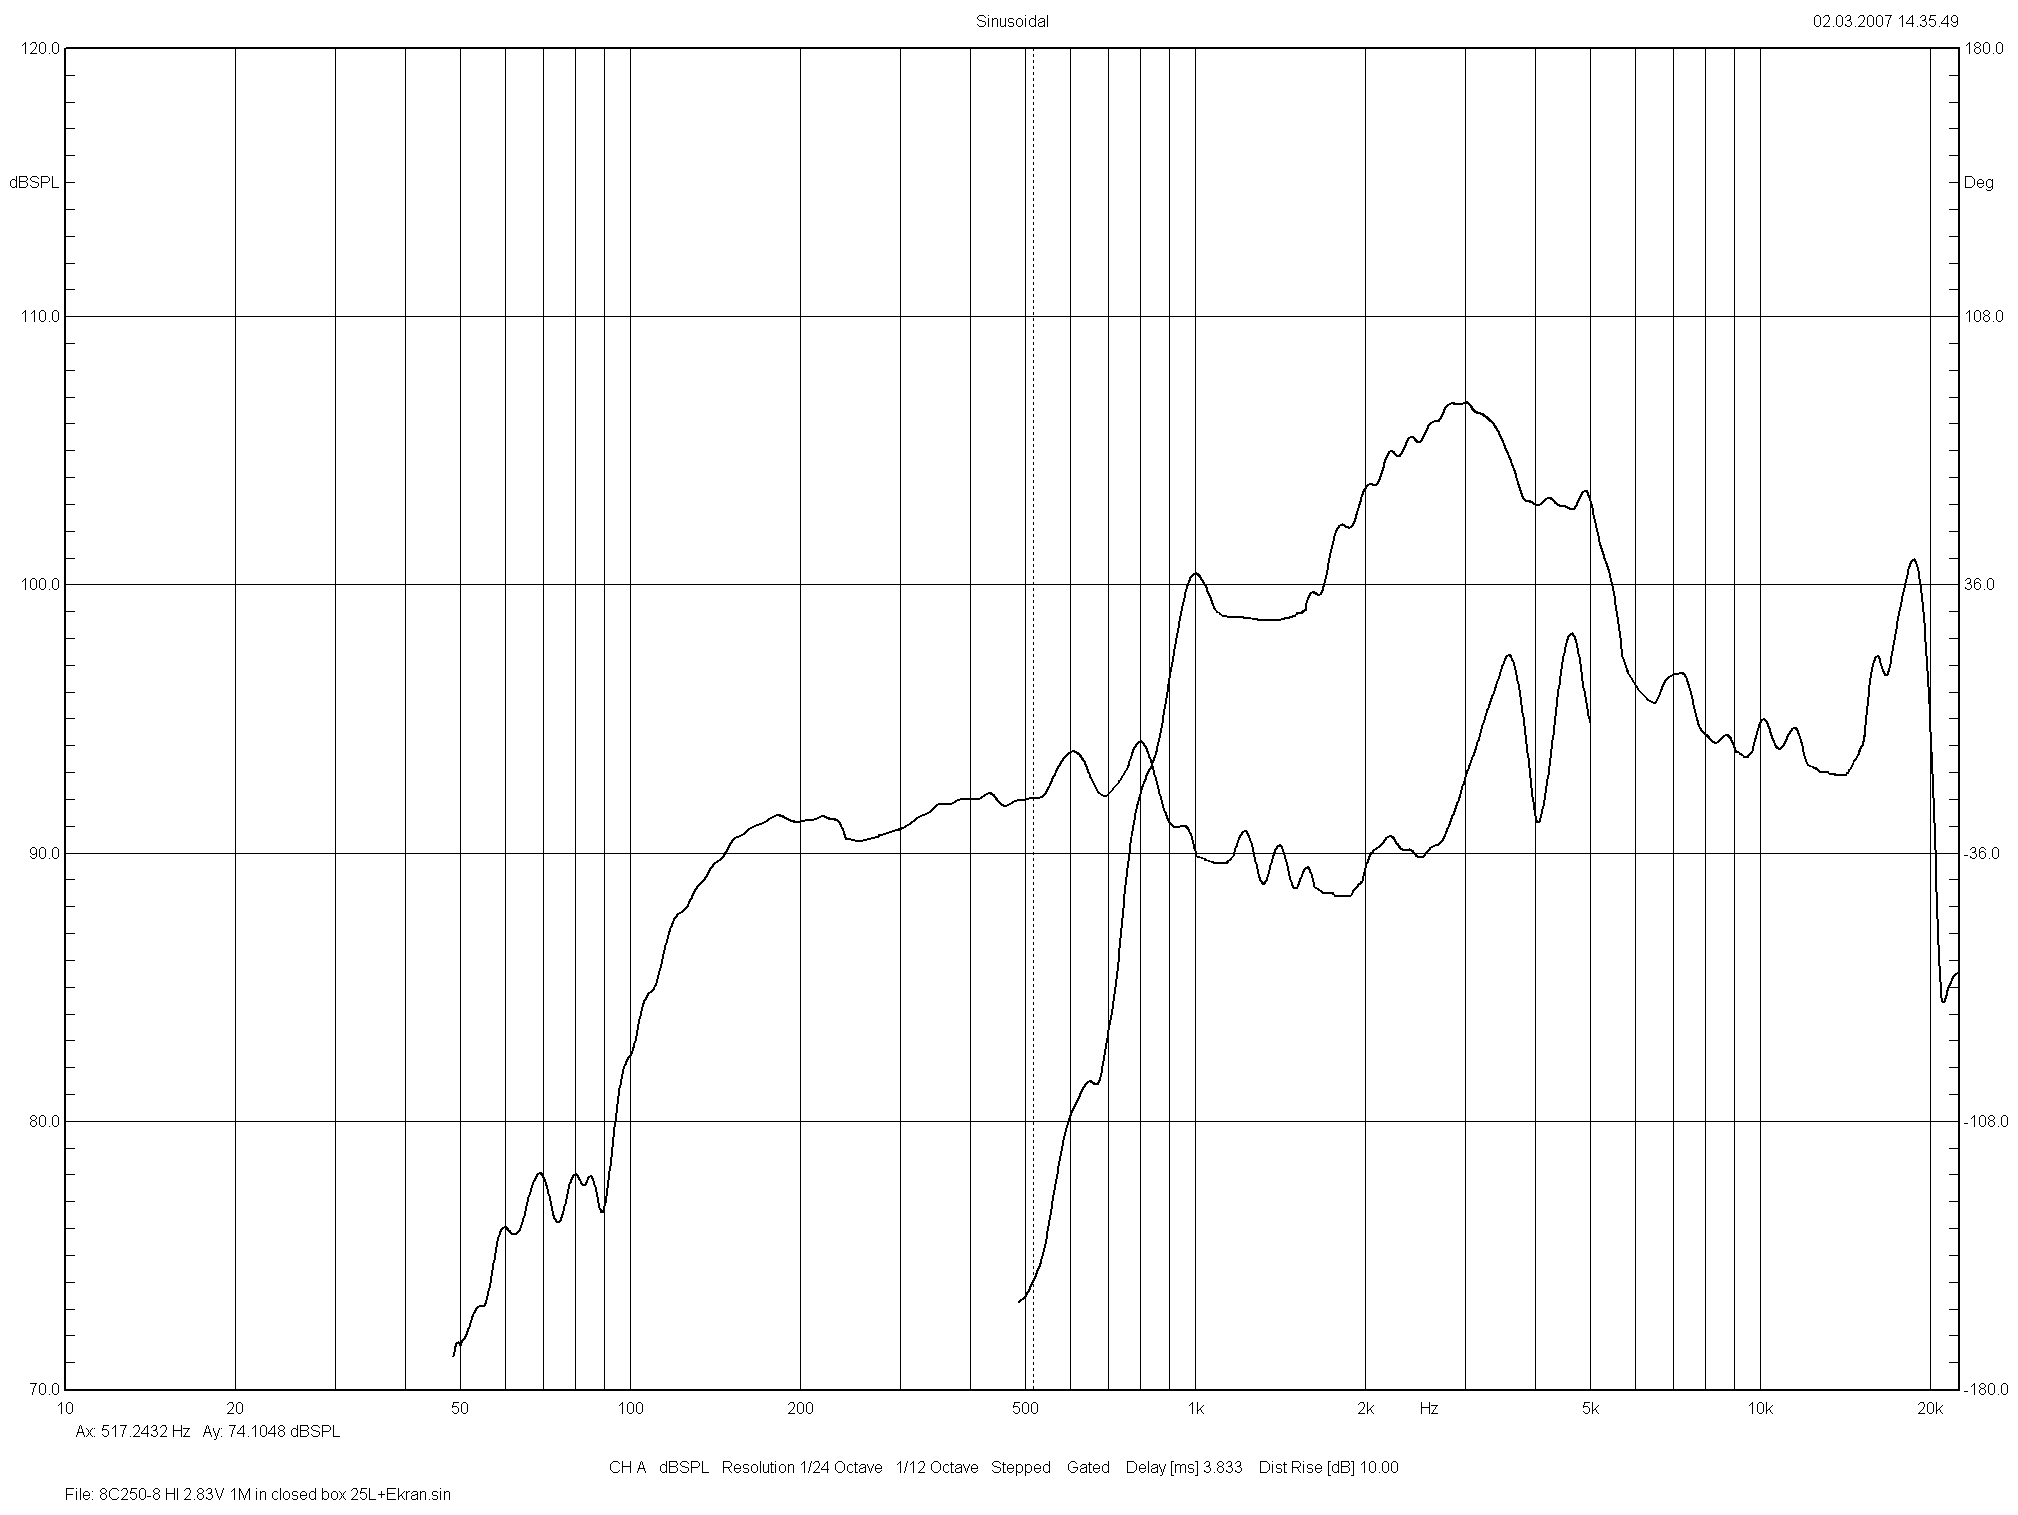 Sinusoidal 02.03.2007 14.35.49
120.0 180.0
dBSPL Deg
110.0 108.0
100.0 36.0
90.0 -36.0
80.0 -108.0
70.0 -180.0
10 20 50 100 200 500 1k 2k Hz 5k 10k 20k
Ax: 517.2432 Hz Ay: 74.1048 dBSPL
CH A dBSPL Resolution 1/24 Octave 1/12 Octave Stepped Gated Delay [ms] 3.833 Dist Rise [dB] 10.00
File: 8C250-8 HI 2.83V 1M in closed box 25L+Ekran.sin